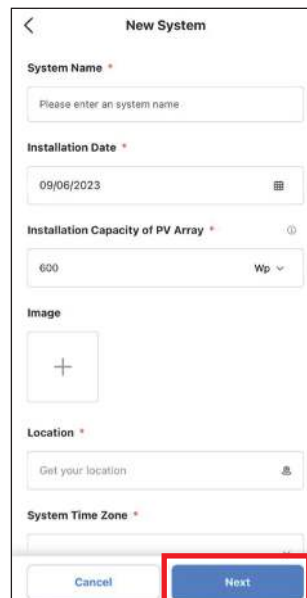 New System
System Name *
Please enter an system name
Installation Date *
09/06/2023
Installation Capacity of PV Array *
600 Wp
Image
Location *
Get your location
System Time Zone *
Cancel Next